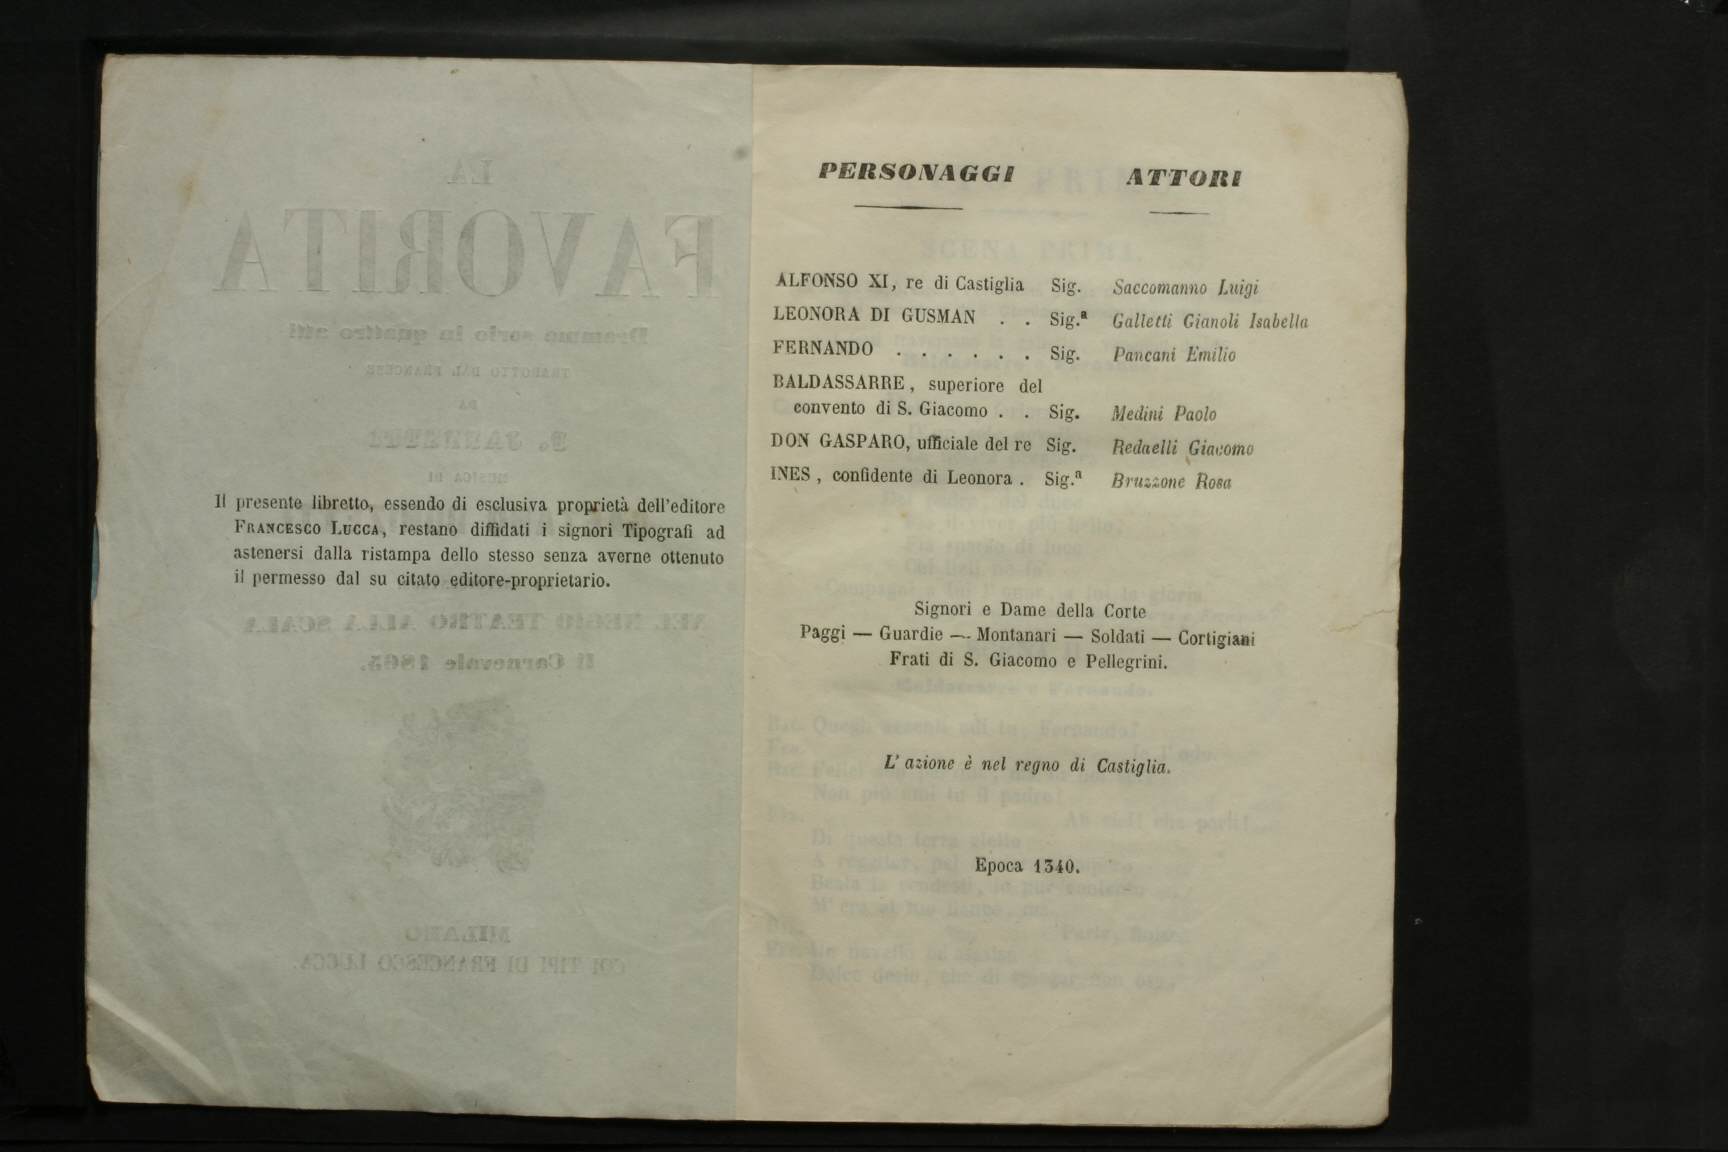 Il presente libretto, essendo di esclusiva proprietà dell'editore
FRANCESCO LUCCA, restano diffidati i signori Tipografi ad
astenersi dalla ristampa dello stesso senza averne ottenuto
il permesso dal su citato editore-proprietario.
PERSONAGGI ATTORI
ALFONSO XI, re di Castiglia Sig. Saccomanno Luigi
LEONORA DI GUSMAN . . Sig.ª Galletti Gianoli Isabella
FERNANDO . . . . . . Sig. Pancani Emilio
BALDASSARRE, superiore del
convento di S. Giacomo . . Sig. Medini Paolo
DON GASPARO, ufficiale del re Sig. Redaelli Giacomo
INES, confidente di Leonora . Sig.ª Bruzzone Rosa
Signori e Dame della Corte
Paggi — Guardie — Montanari — Soldati — Cortigiani
Frati di S. Giacomo e Pellegrini.
L'azione è nel regno di Castiglia.
Epoca 1340.